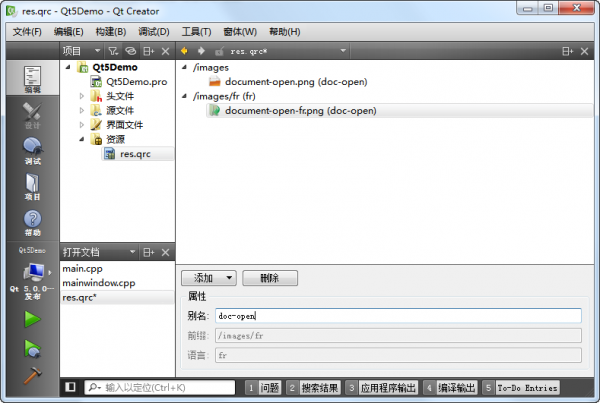 res.qrc - Qt5Demo - Qt Creator
文件(F) 编辑(E) 构建(B) 调试(D) 工具(T) 窗体(W) 帮助(H)
项目
res.qrc*
编辑
设计
调试
项目
帮助
Qt5Demo
Qt 5.0.0…
发布
Qt5Demo
Qt5Demo.pro
头文件
源文件
界面文件
资源
res.qrc
打开文档
main.cpp
mainwindow.cpp
res.qrc*
/images
document-open.png (doc-open)
/images/fr (fr)
document-open-fr.png (doc-open)
添加 删除
属性
别名: doc-open
前缀: /images/fr
语言: fr
输入以定位(Ctrl+K) 1 问题 2 搜索结果 3 应用程序输出 4 编译输出 5 To-Do Entries